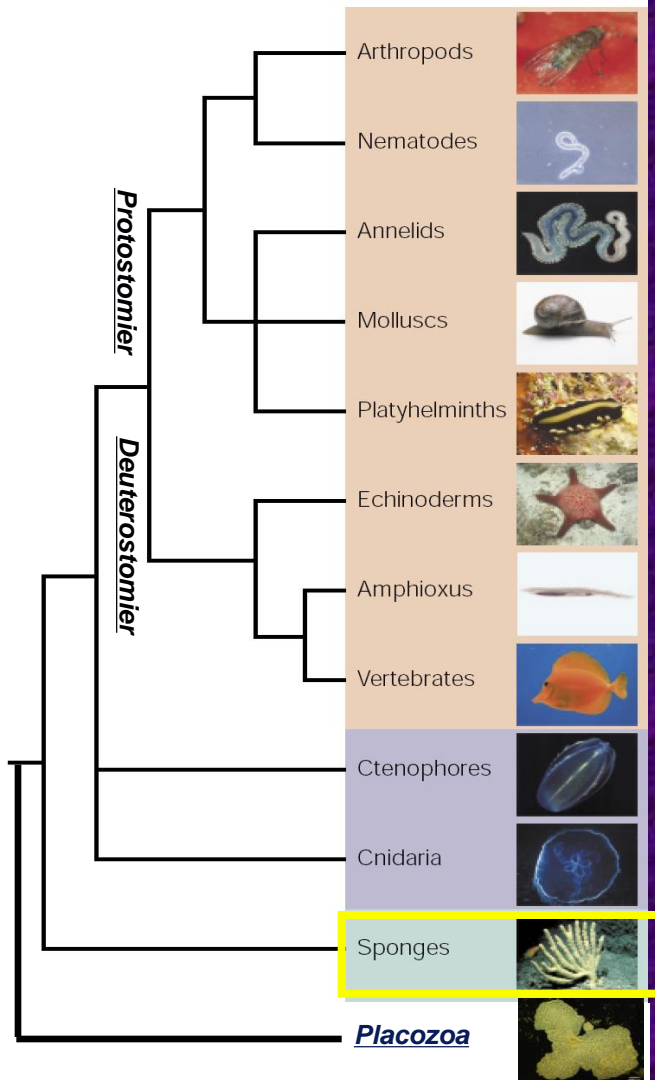 Arthropods
Nematodes
Protostomier
Annelids
Molluscs
Platyhelminths
Deuterostomier
Echinoderms
Amphioxus
Vertebrates
Ctenophores
Cnidaria
Sponges
Placozoa